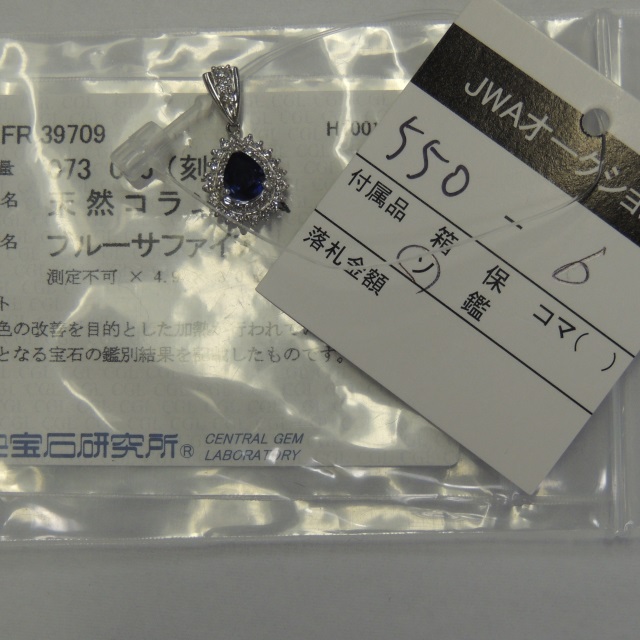 FR 39709
量 973
天然コラ
名 ブルーサファイ
測定不可 × 4.9
色の改善を目的とした加熱が行われて
となる宝石の鑑別結果を記載したものです。
宝石研究所® CENTRAL GEM
LABORATORY
JWAオークショ
550 - 6
付属品 箱 保 コマ( )
ソ 鑑
落札金額